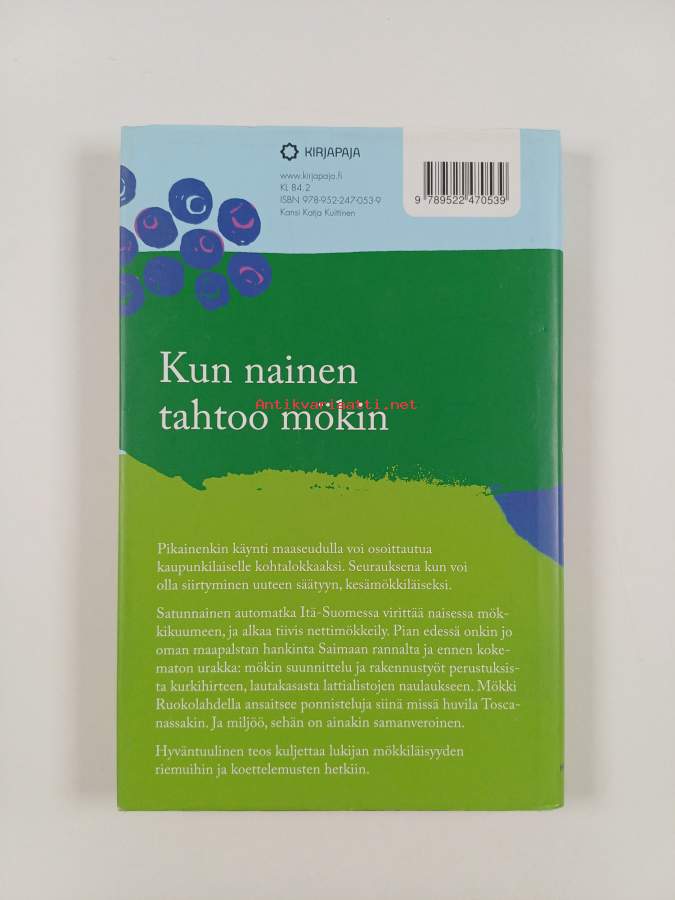 KIRJAPAJA
www.kirjapaja.fi
KL 84.2
ISBN 978-952-247-053-9
Kansi Katja Kuittinen
9 789522 470539
Kun nainen
tahtoo mökin
Antikvariaatti.net
Pikainenkin käynti maaseudulla voi osoittautua
kaupunkilaiselle kohtalokkaaksi. Seurauksena kun voi
olla siirtyminen uuteen säätyyn, kesämökkiläiseksi.
Satunnainen automatka Itä-Suomessa virittää naisessa mök-
kikuumeen, ja alkaa tiivis nettimökkeily. Pian edessä onkin jo
oman maapalstan hankinta Saimaan rannalta ja ennen koke-
maton urakka: mökin suunnittelu ja rakennustyöt perustuksis-
ta kurkihirteen, lautakasasta lattialistojen naulaukseen. Mökki
Ruokolahdella ansaitsee ponnisteluja siinä missä huvila Tosca-
nassakin. Ja miljöö, sehän on ainakin samanveroinen.
Hyväntuulinen teos kuljettaa lukijan mökkiläisyyden
riemuihin ja koettelemusten hetkiin.